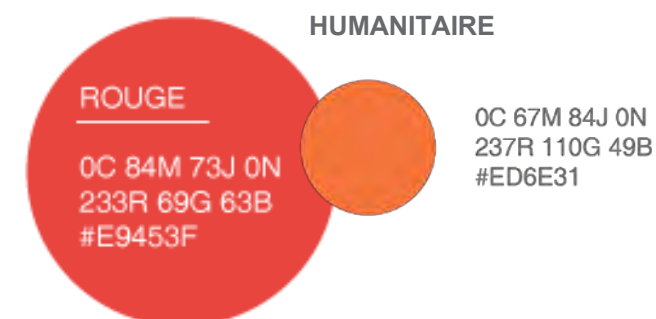 HUMANITAIRE
ROUGE
0C 84M 73J 0N
233R 69G 63B
#E9453F
0C 67M 84J 0N
237R 110G 49B
#ED6E31